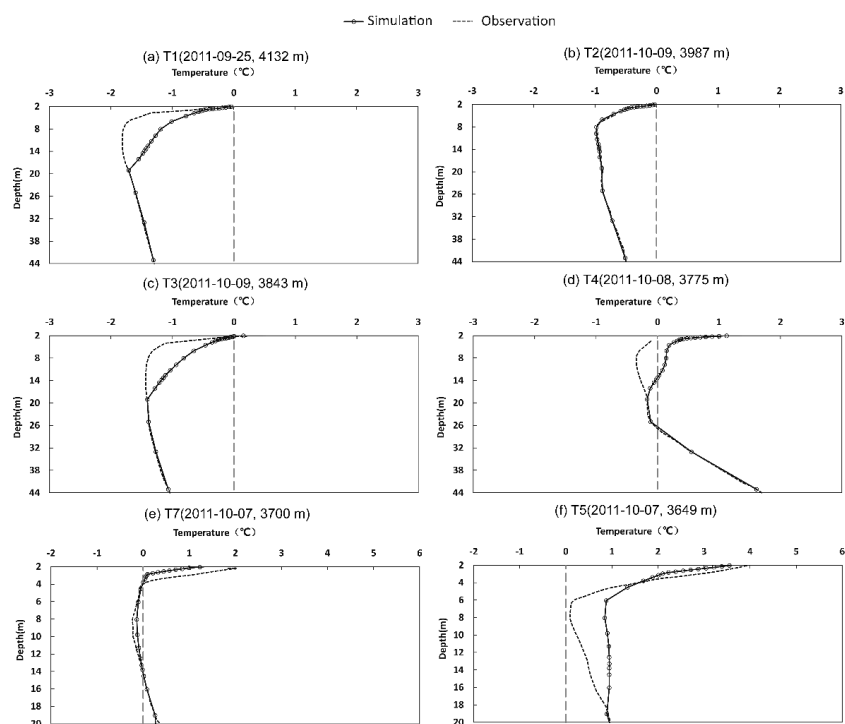 Simulation Observation
(a) T1(2011-09-25, 4132 m)
Temperature (℃)
-3 -2 -1 0 1 2 3
2
8
14
20
26
32
38
44
Depth(m)
(b) T2(2011-10-09, 3987 m)
Temperature (℃)
-3 -2 -1 0 1 2 3
2
8
14
20
26
32
38
44
Depth(m)
(c) T3(2011-10-09, 3843 m)
Temperature (℃)
-3 -2 -1 0 1 2 3
2
8
14
20
26
32
38
44
Depth(m)
(d) T4(2011-10-08, 3775 m)
Temperature (℃)
-3 -2 -1 0 1 2 3
2
8
14
20
26
32
38
44
Depth(m)
(e) T7(2011-10-07, 3700 m)
Temperature (℃)
-2 -1 0 1 2 3 4 5 6
2
4
6
8
10
12
14
16
18
20
Depth(m)
(f) T5(2011-10-07, 3649 m)
Temperature (℃)
-2 -1 0 1 2 3 4 5 6
2
4
6
8
10
12
14
16
18
20
Depth(m)